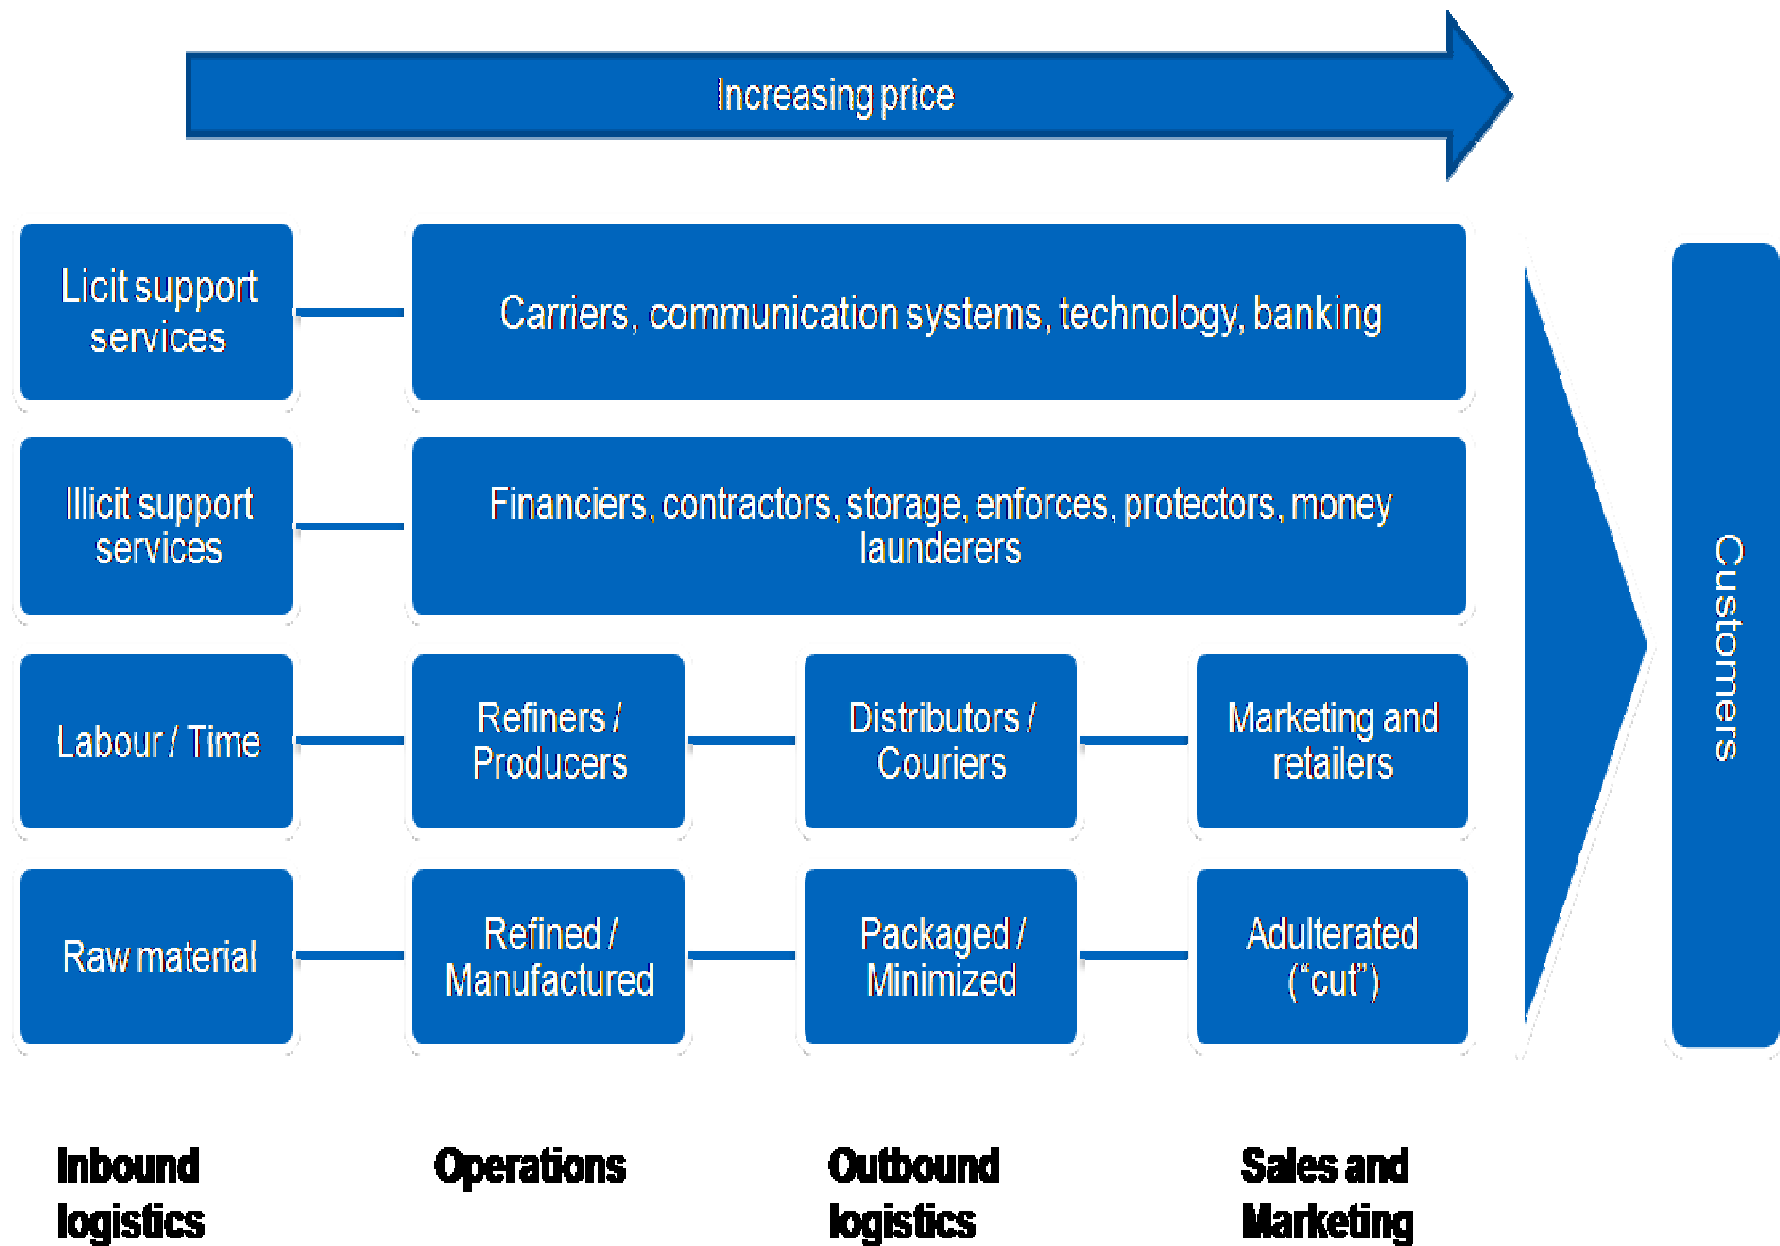 Increasing price
Licit support
services
Carriers, communication systems, technology, banking
Illicit support
services
Financiers, contractors, storage, enforces, protectors, money
launderers
Labour / Time
Refiners /
Producers
Distributors /
Couriers
Marketing and
retailers
Raw material
Refined /
Manufactured
Packaged /
Minimized
Adulterated
(“cut”)
Customers
Inbound
logistics
Operations
Outbound
logistics
Sales and
Marketing